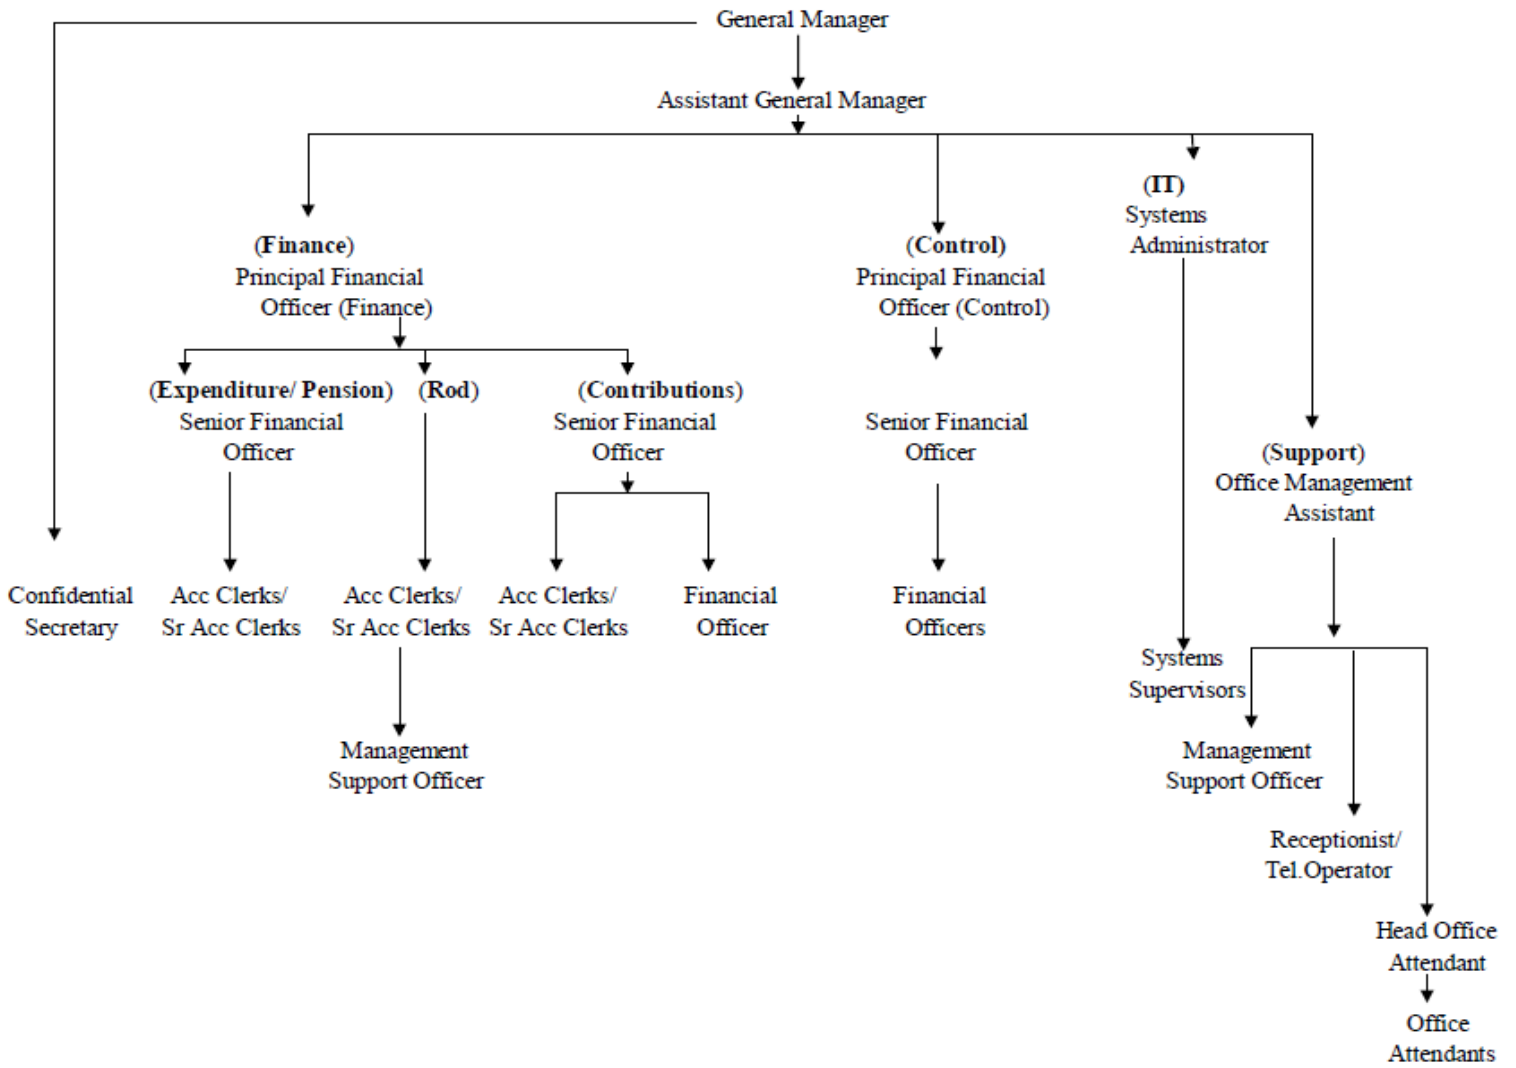 General Manager
Assistant General Manager
(IT)
Systems
Administrator
(Finance)
Principal Financial
Officer (Finance)
(Control)
Principal Financial
Officer (Control)
(Expenditure/ Pension)
Senior Financial
Officer
(Rod)
(Contributions)
Senior Financial
Officer
Senior Financial
Officer
(Support)
Office Management
Assistant
Confidential
Secretary
Acc Clerks/
Sr Acc Clerks
Acc Clerks/
Sr Acc Clerks
Acc Clerks/
Sr Acc Clerks
Financial
Officer
Financial
Officers
Systems
Supervisors
Management
Support Officer
Management
Support Officer
Receptionist/
Tel.Operator
Head Office
Attendant
Office
Attendants